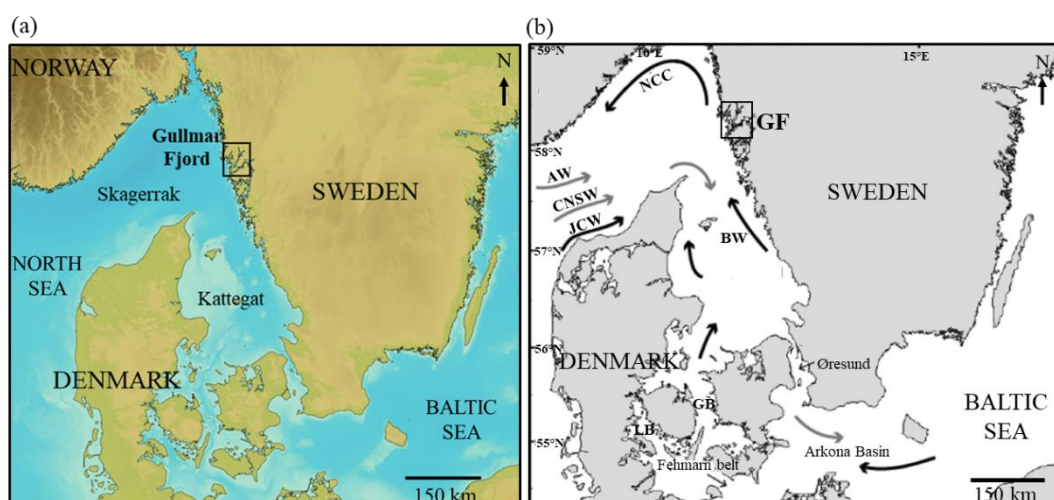 (a)
NORWAY
N
Gullmar
Fjord
Skagerrak
SWEDEN
NORTH
SEA
Kattegat
DENMARK
BALTIC
SEA
150 km
(b)
59°N
10°E
15°E
N
NCC
GF
58°N
AW
CNSW
JCW
SWEDEN
57°N
BW
56°N
DENMARK
Øresund
GB
BALTIC
SEA
LB
55°N
Arkona Basin
Fehmarn belt
150 km